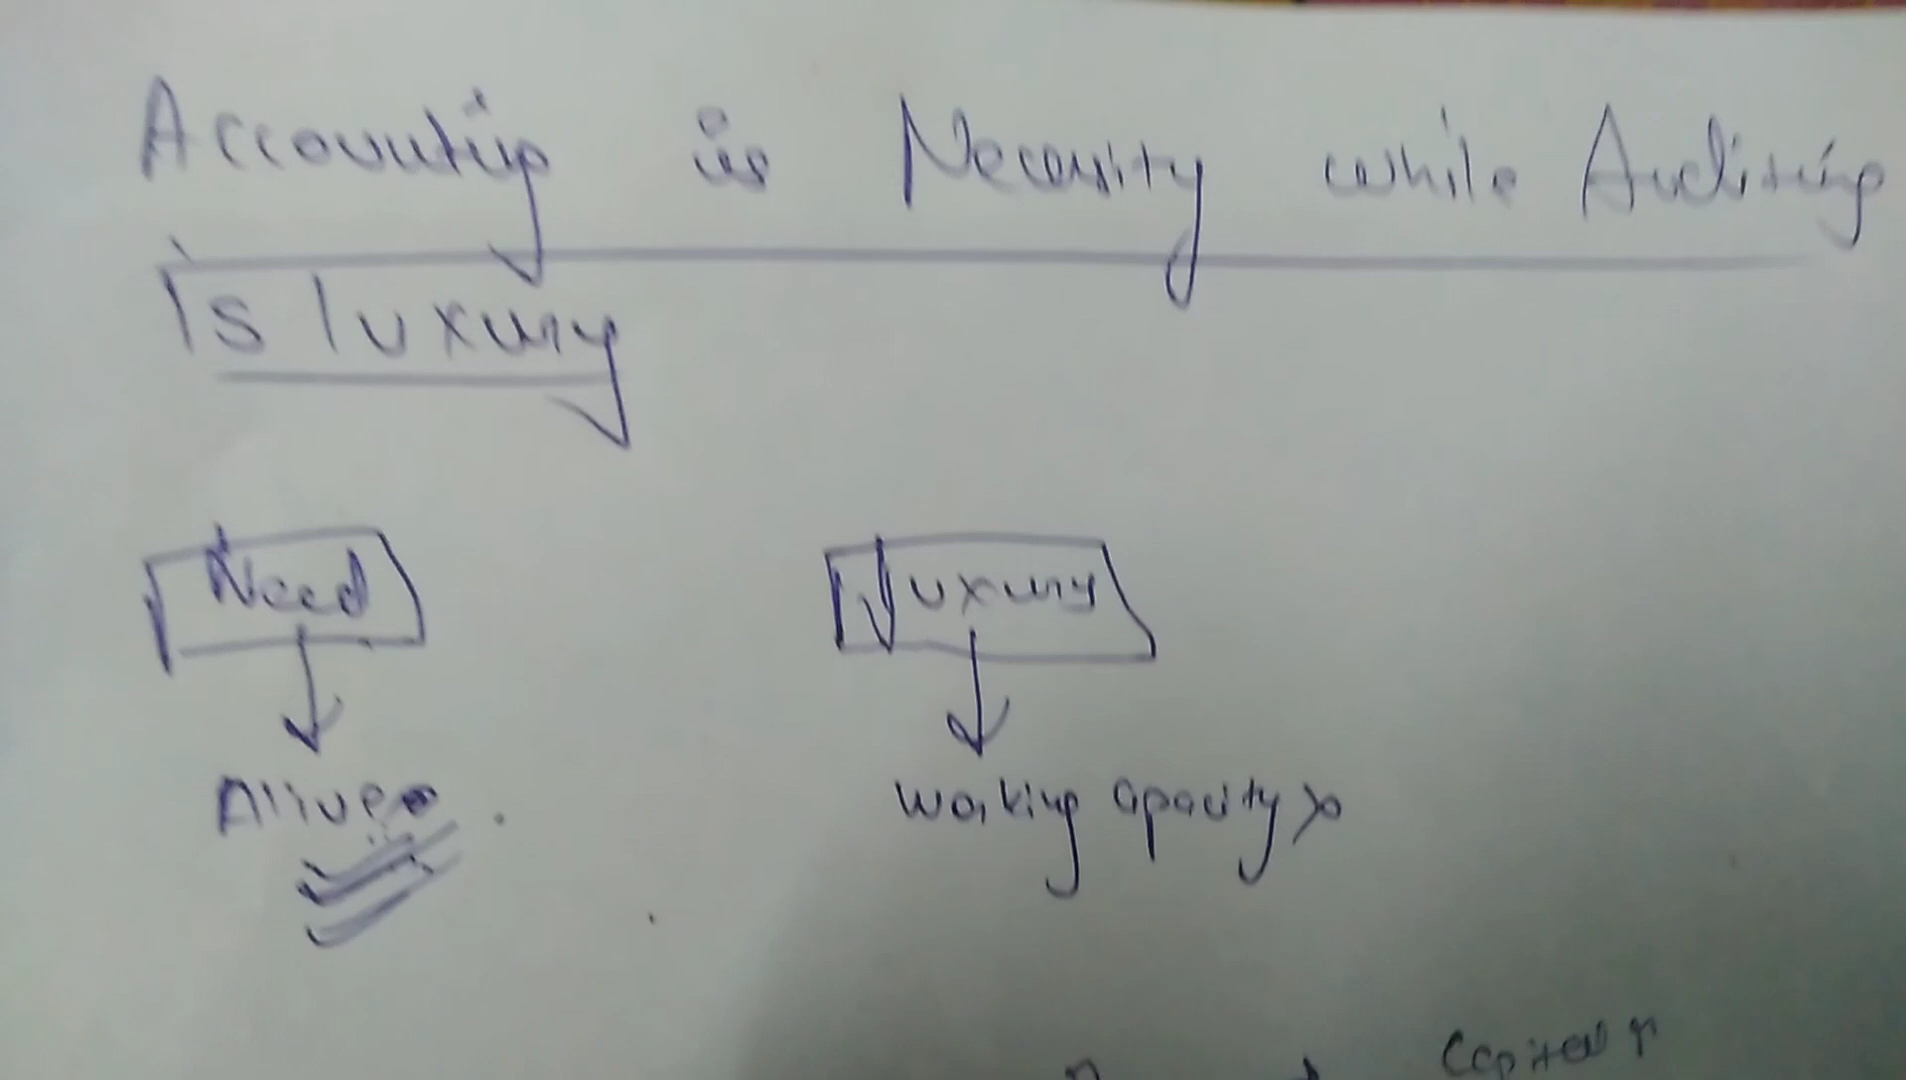 Accounting is Necessity while Auditing
Is luxury
Need
Luxury
Alive
Working Capacity
Capital